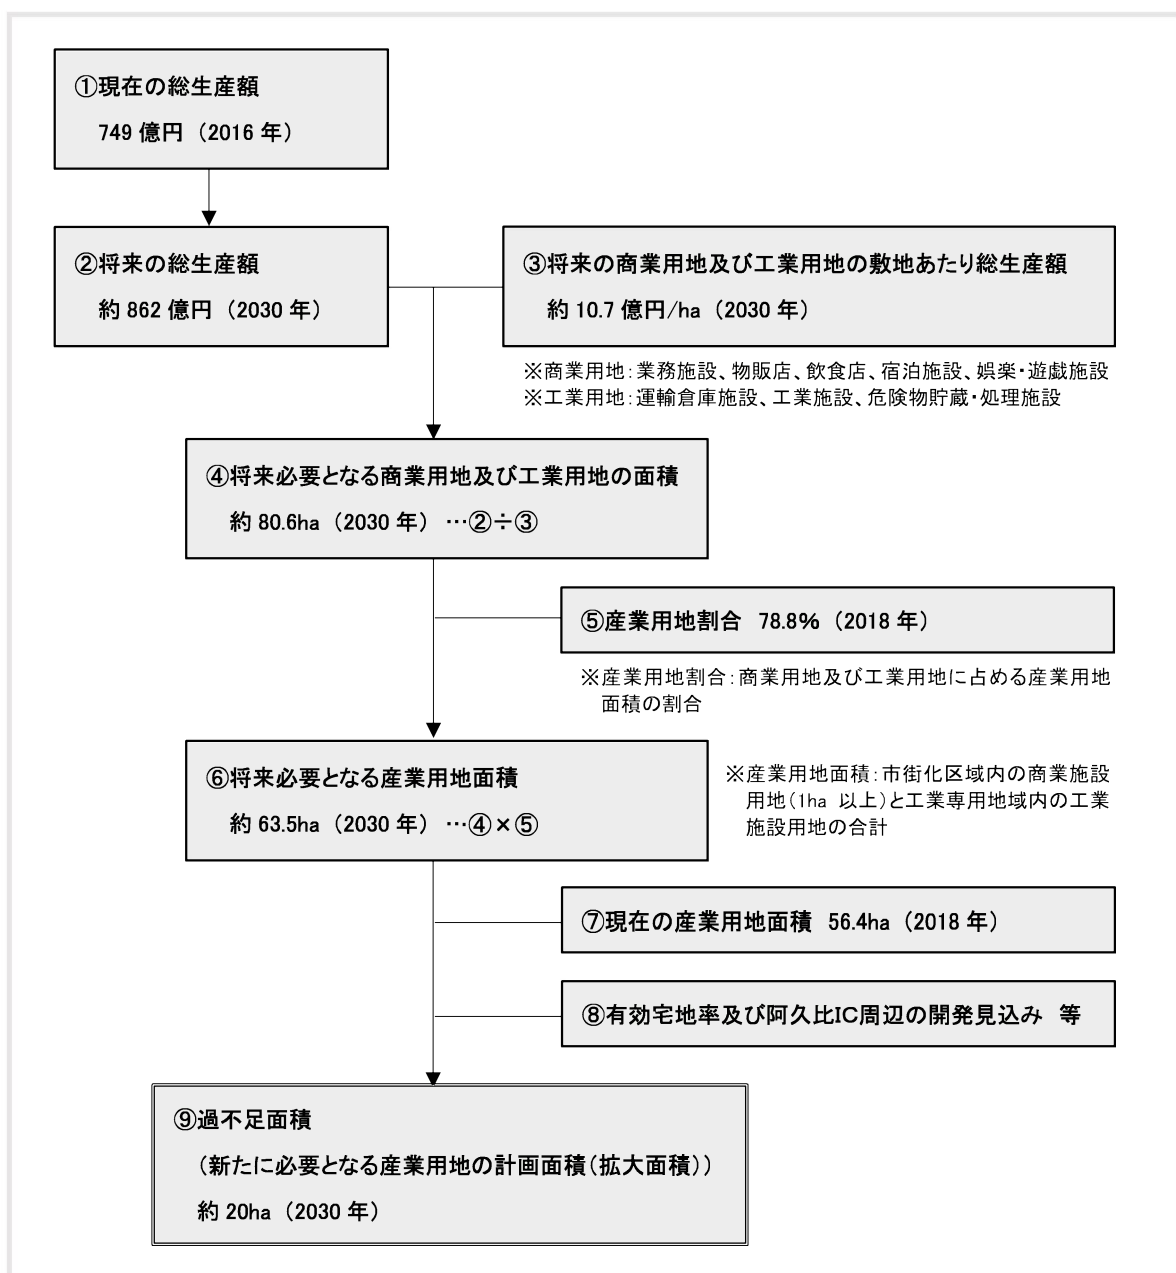 ①現在の総生産額
749 億円（2016 年）
②将来の総生産額
約 862 億円（2030 年）
③将来の商業用地及び工業用地の敷地あたり総生産額
約 10.7 億円/ha（2030 年）
※商業用地：業務施設、物販店、飲食店、宿泊施設、娯楽・遊戯施設
※工業用地：運輸倉庫施設、工業施設、危険物貯蔵・処理施設
④将来必要となる商業用地及び工業用地の面積
約 80.6ha（2030 年） …②÷③
⑤産業用地割合 78.8％（2018 年）
※産業用地割合：商業用地及び工業用地に占める産業用地
面積の割合
⑥将来必要となる産業用地面積
約 63.5ha（2030 年） …④×⑤
※産業用地面積：市街化区域内の商業施設
用地（1ha 以上）と工業専用地域内の工業
施設用地の合計
⑦現在の産業用地面積 56.4ha（2018 年）
⑧有効宅地率及び阿久比IC周辺の開発見込み 等
⑨過不足面積
（新たに必要となる産業用地の計画面積（拡大面積））
約 20ha（2030 年）